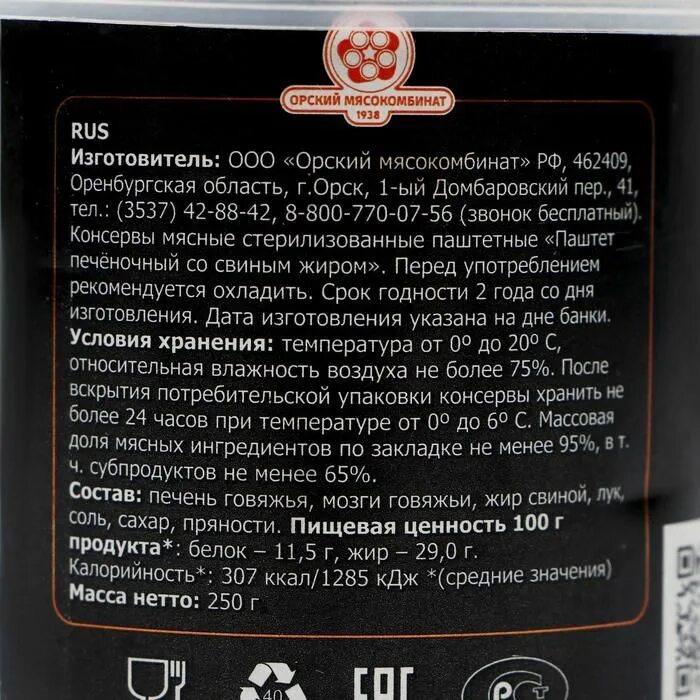 ОРСКИЙ МЯСОКОМБИНАТ
1938
RUS
Изготовитель: ООО «Орский мясокомбинат» РФ, 462409,
Оренбургская область, г.Орск, 1-ый Домбаровский пер., 41,
тел.: (3537) 42-88-42, 8-800-770-07-56 (звонок бесплатный).
Консервы мясные стерилизованные паштетные «Паштет
печёночный со свиным жиром». Перед употреблением
рекомендуется охладить. Срок годности 2 года со дня
изготовления. Дата изготовления указана на дне банки.
Условия хранения: температура от 0º до 20º С,
относительная влажность воздуха не более 75%. После
вскрытия потребительской упаковки консервы хранить не
более 24 часов при температуре от 0º до 6º С. Массовая
доля мясных ингредиентов по закладке не менее 95%, в т.
ч. субпродуктов не менее 65%.
Состав: печень говяжья, мозги говяжьи, жир свиной, лук,
соль, сахар, пряности. Пищевая ценность 100 г
продукта*: белок – 11,5 г, жир – 29,0 г.
Калорийность*: 307 ккал/1285 кДж *(средние значения)
Масса нетто: 250 г
40
EAC